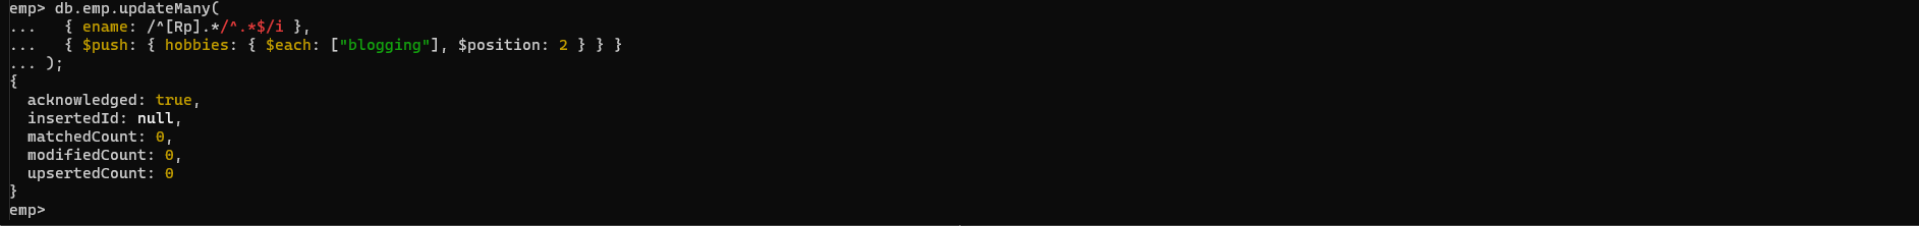 emp> db.emp.updateMany(
...   { ename: /^[Rp].*/^.*$/i },
...   { $push: { hobbies: { $each: ["blogging"], $position: 2 } } }
... );
{
  acknowledged: true,
  insertedId: null,
  matchedCount: 0,
  modifiedCount: 0,
  upsertedCount: 0
}
emp>